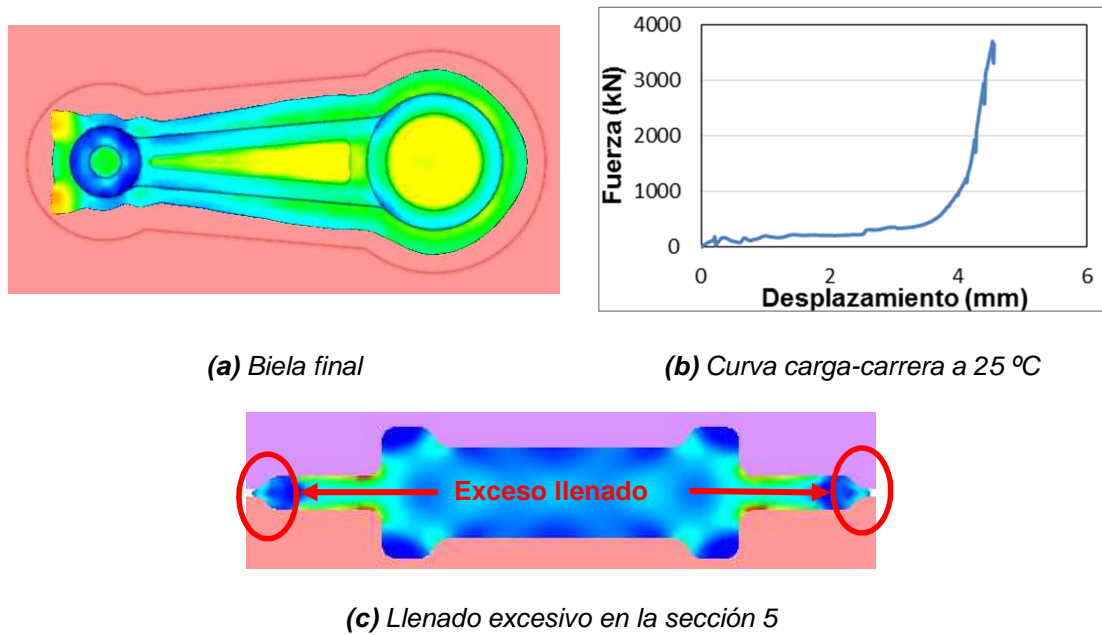 4000
3000
2000
1000
0
Fuerza (kN)
0 2 4 6
Desplazamiento (mm)
(a) Biela final
(b) Curva carga-carrera a 25 ºC
Exceso llenado
(c) Llenado excesivo en la sección 5